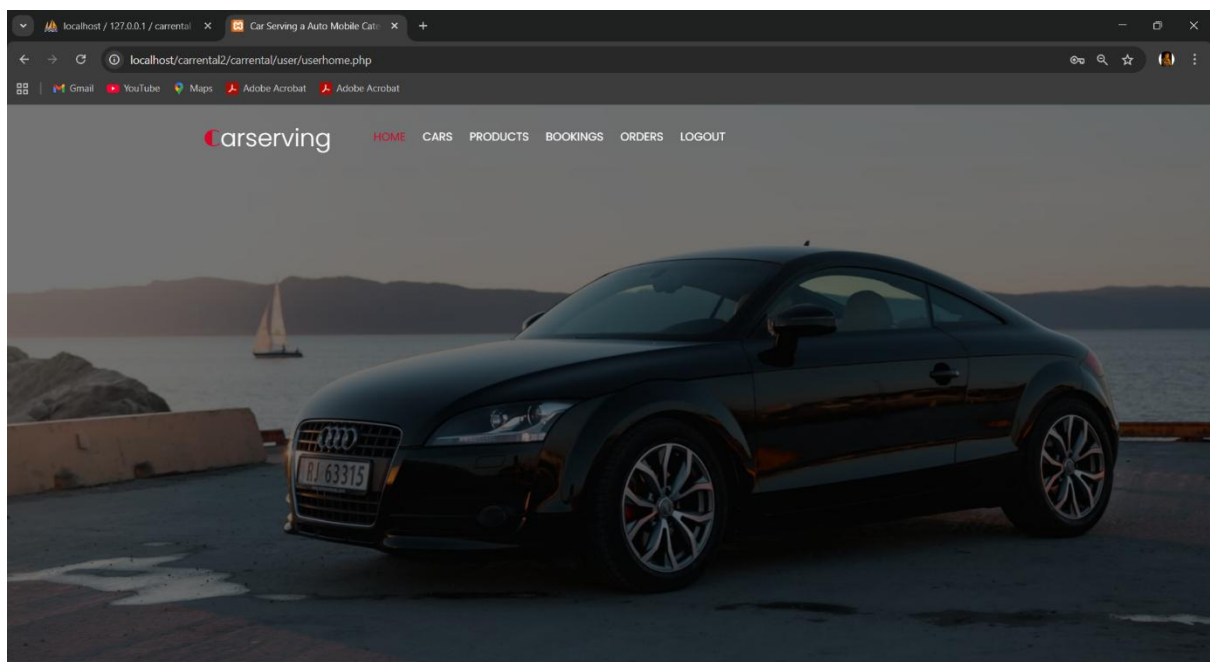 localhost / 127.0.0.1 / carrental
Car Serving a Auto Mobile Cate
localhost/carrental2/carrental/user/userhome.php
Gmail YouTube Maps Adobe Acrobat Adobe Acrobat
Carserving HOME CARS PRODUCTS BOOKINGS ORDERS LOGOUT
RJ 63315